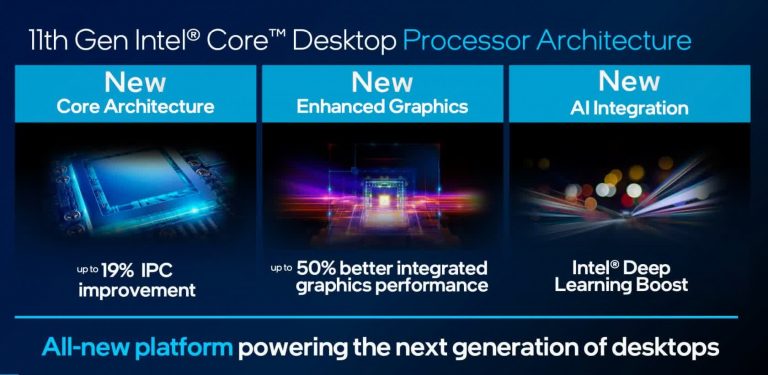 11th Gen Intel® Core™ Desktop Processor Architecture
New
Core Architecture
up to 19% IPC
improvement
New
Enhanced Graphics
up to 50% better integrated
graphics performance
New
AI Integration
Intel® Deep
Learning Boost
All-new platform powering the next generation of desktops